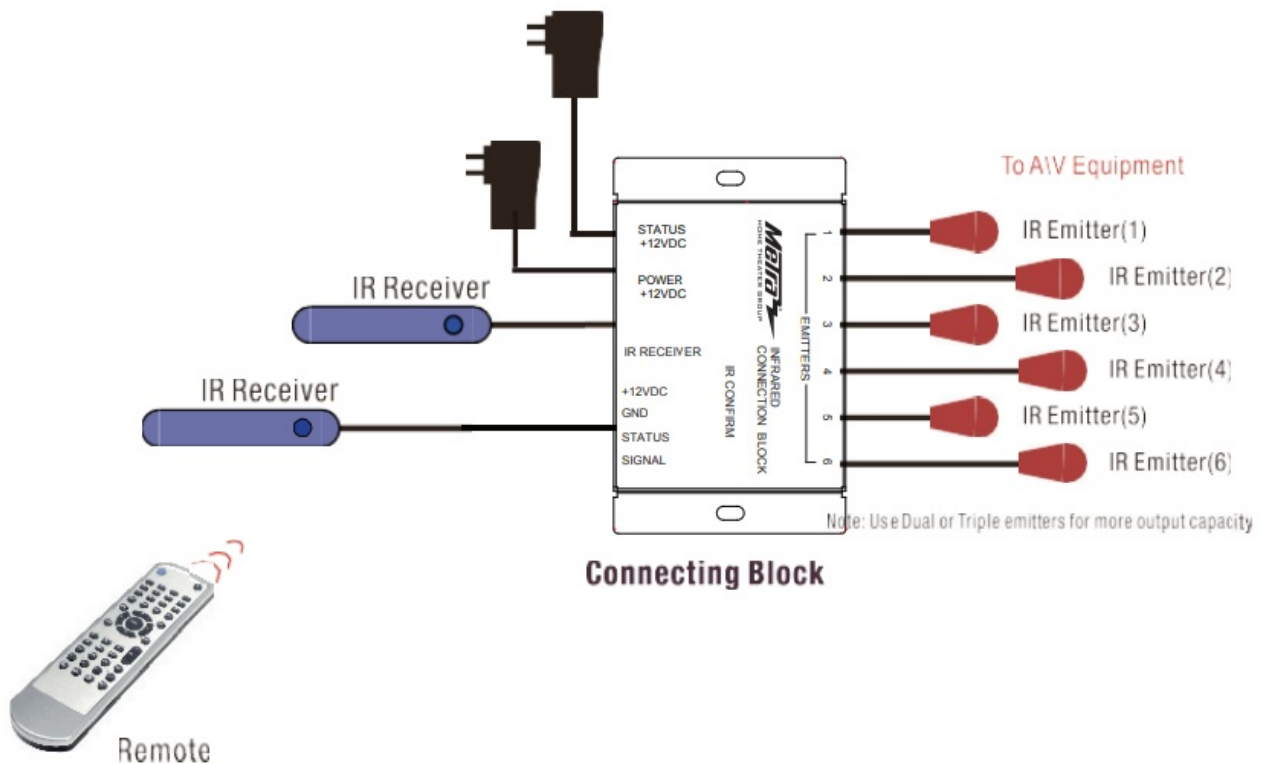 To A\V Equipment
STATUS
+12VDC
POWER
+12VDC
IR RECEIVER
+12VDC
GND
STATUS
SIGNAL
IR CONFIRM
INFRARED
CONNECTION BLOCK
Metra
HOME THEATER GROUP
EMITTERS
1
2
3
4
5
6
IR Receiver
IR Receiver
IR Emitter(1)
IR Emitter(2)
IR Emitter(3)
IR Emitter(4)
IR Emitter(5)
IR Emitter(6)
Note: Use Dual or Triple emitters for more output capacity
Connecting Block
Remote